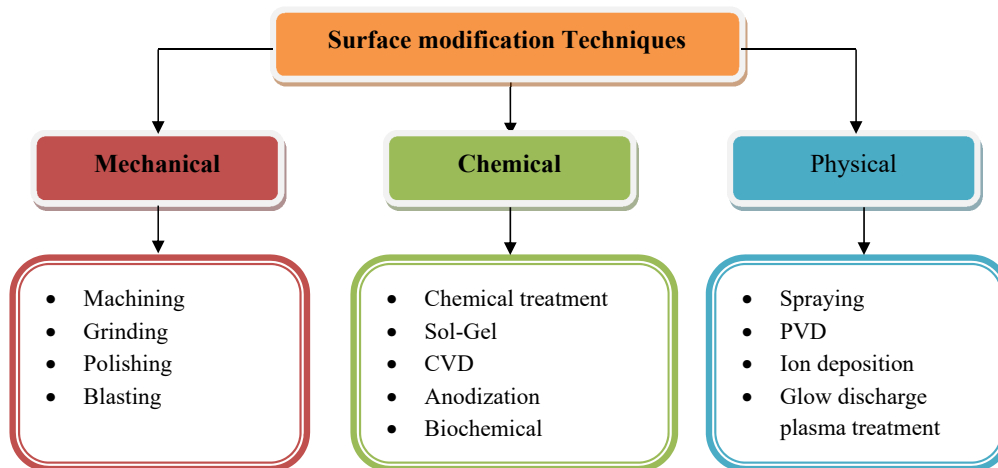 Surface modification Techniques
Mechanical
Chemical
Physical
• Machining
• Grinding
• Polishing
• Blasting
• Chemical treatment
• Sol-Gel
• CVD
• Anodization
• Biochemical
• Spraying
• PVD
• Ion deposition
• Glow discharge
plasma treatment